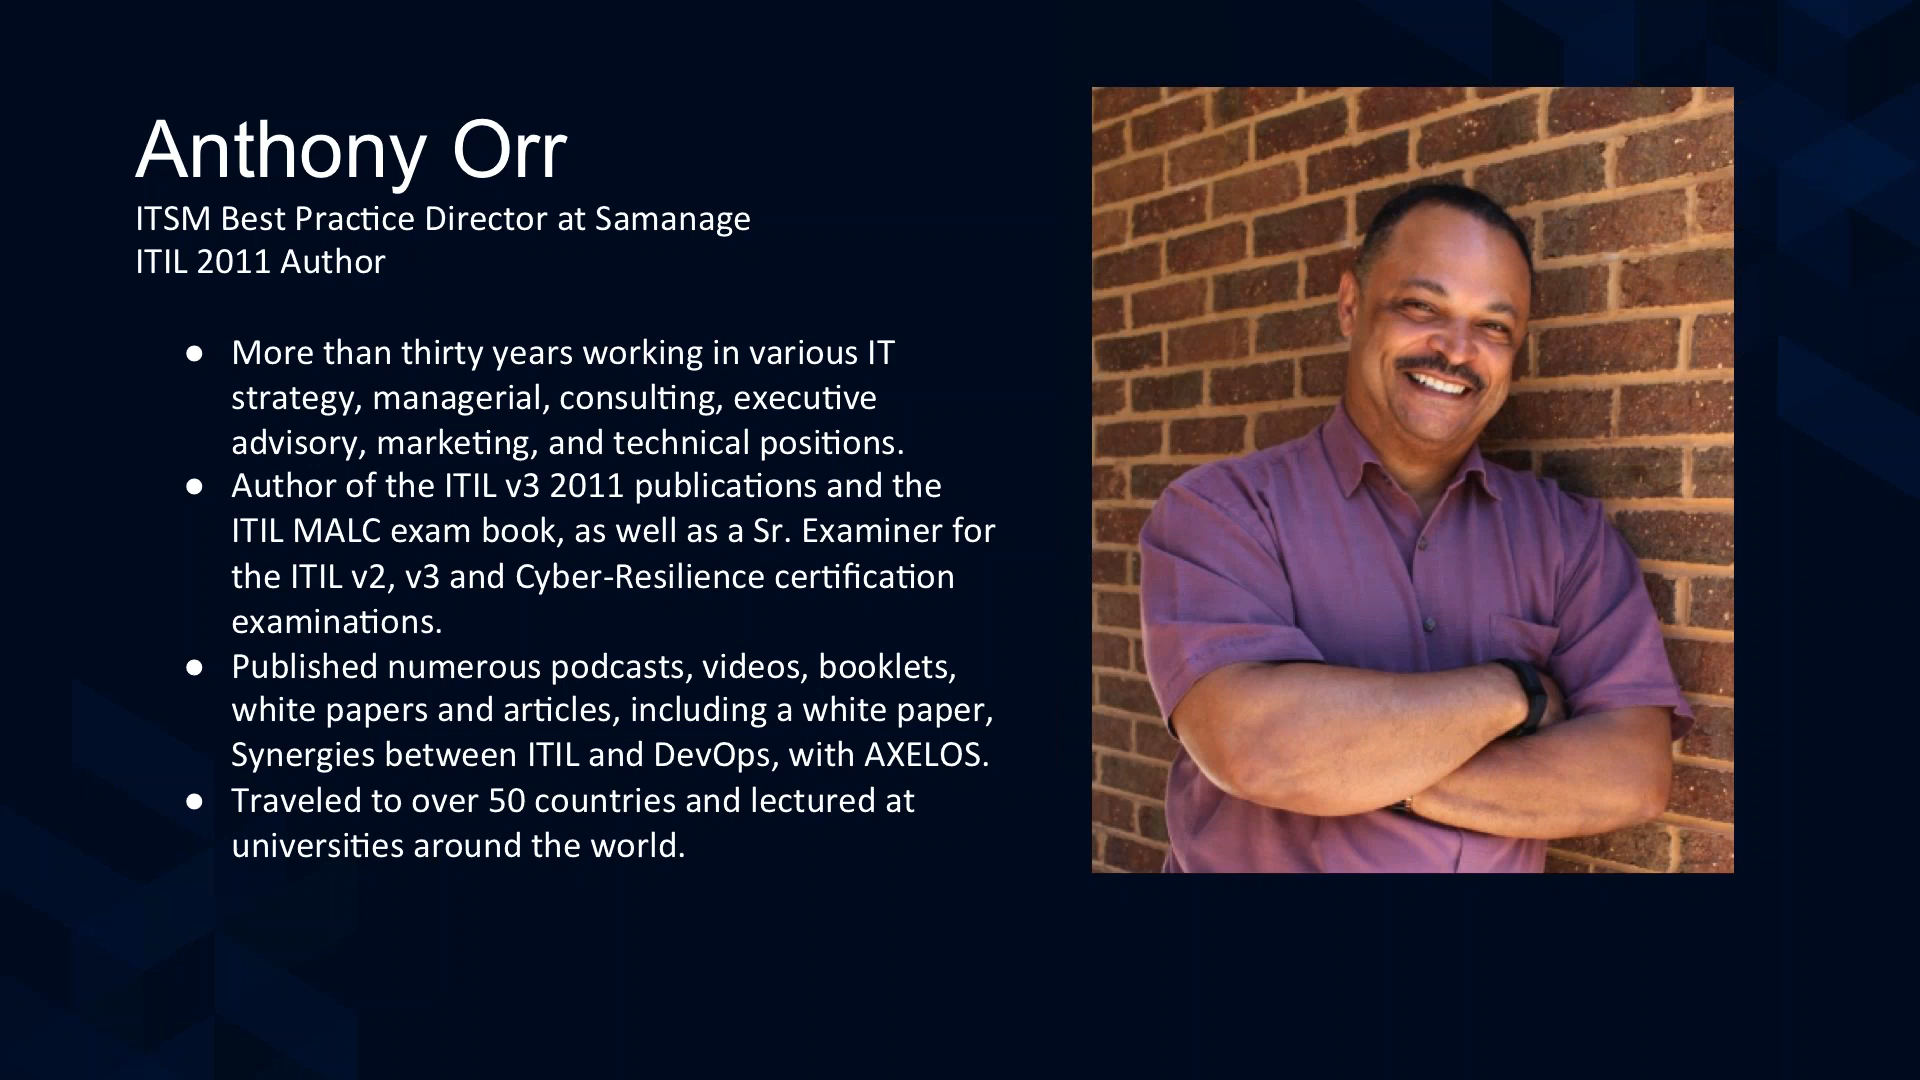 Anthony Orr
ITSM Best Practice Director at Samanage
ITIL 2011 Author
● More than thirty years working in various IT
strategy, managerial, consulting, executive
advisory, marketing, and technical positions.
● Author of the ITIL v3 2011 publications and the
ITIL MALC exam book, as well as a Sr. Examiner for
the ITIL v2, v3 and Cyber-Resilience certification
examinations.
● Published numerous podcasts, videos, booklets,
white papers and articles, including a white paper,
Synergies between ITIL and DevOps, with AXELOS.
● Traveled to over 50 countries and lectured at
universities around the world.